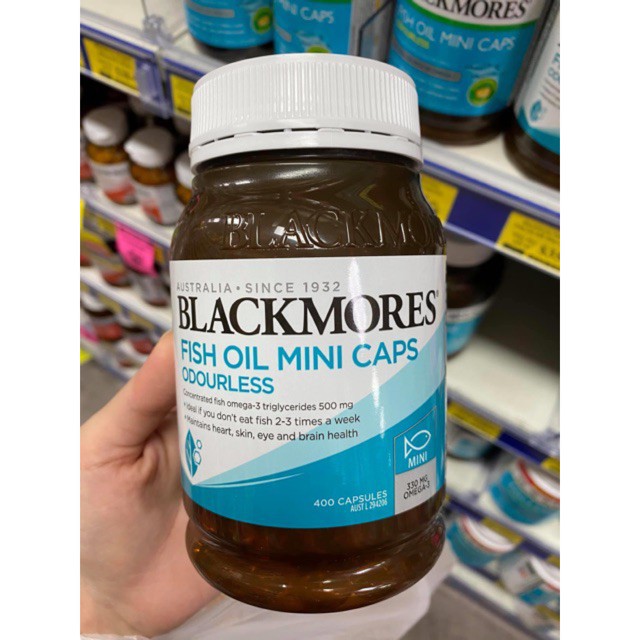 BLACKMORES
FISH OIL MINI CAPS
BLACKMO
AUSTRALIA • SINCE 1932
BLACKMORES®
FISH OIL MINI CAPS
ODOURLESS
Concentrated fish omega-3 triglycerides 500 mg
• Ideal if you don't eat fish 2-3 times a week
• Maintains heart, skin, eye and brain health
MINI
330 MG
OMEGA-3
400 CAPSULES
AUST L 294206